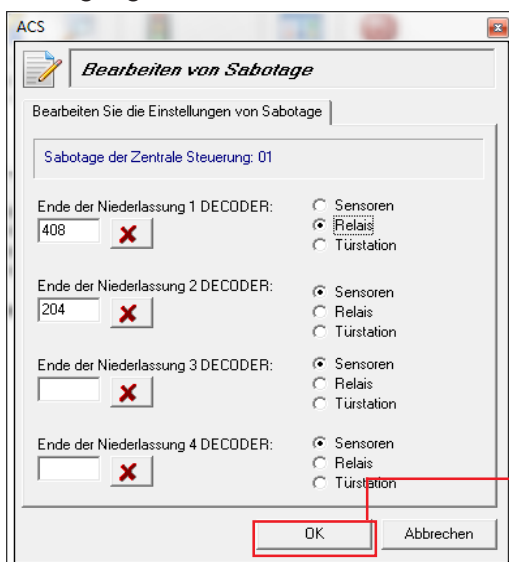 ACS
Bearbeiten von Sabotage
Bearbeiten Sie die Einstellungen von Sabotage
Sabotage der Zentrale Steuerung: 01
Ende der Niederlassung 1 DECODER:
408
Sensoren
Relais
Türstation
Ende der Niederlassung 2 DECODER:
204
Sensoren
Relais
Türstation
Ende der Niederlassung 3 DECODER:
Sensoren
Relais
Türstation
Ende der Niederlassung 4 DECODER:
Sensoren
Relais
Türstation
OK
Abbrechen